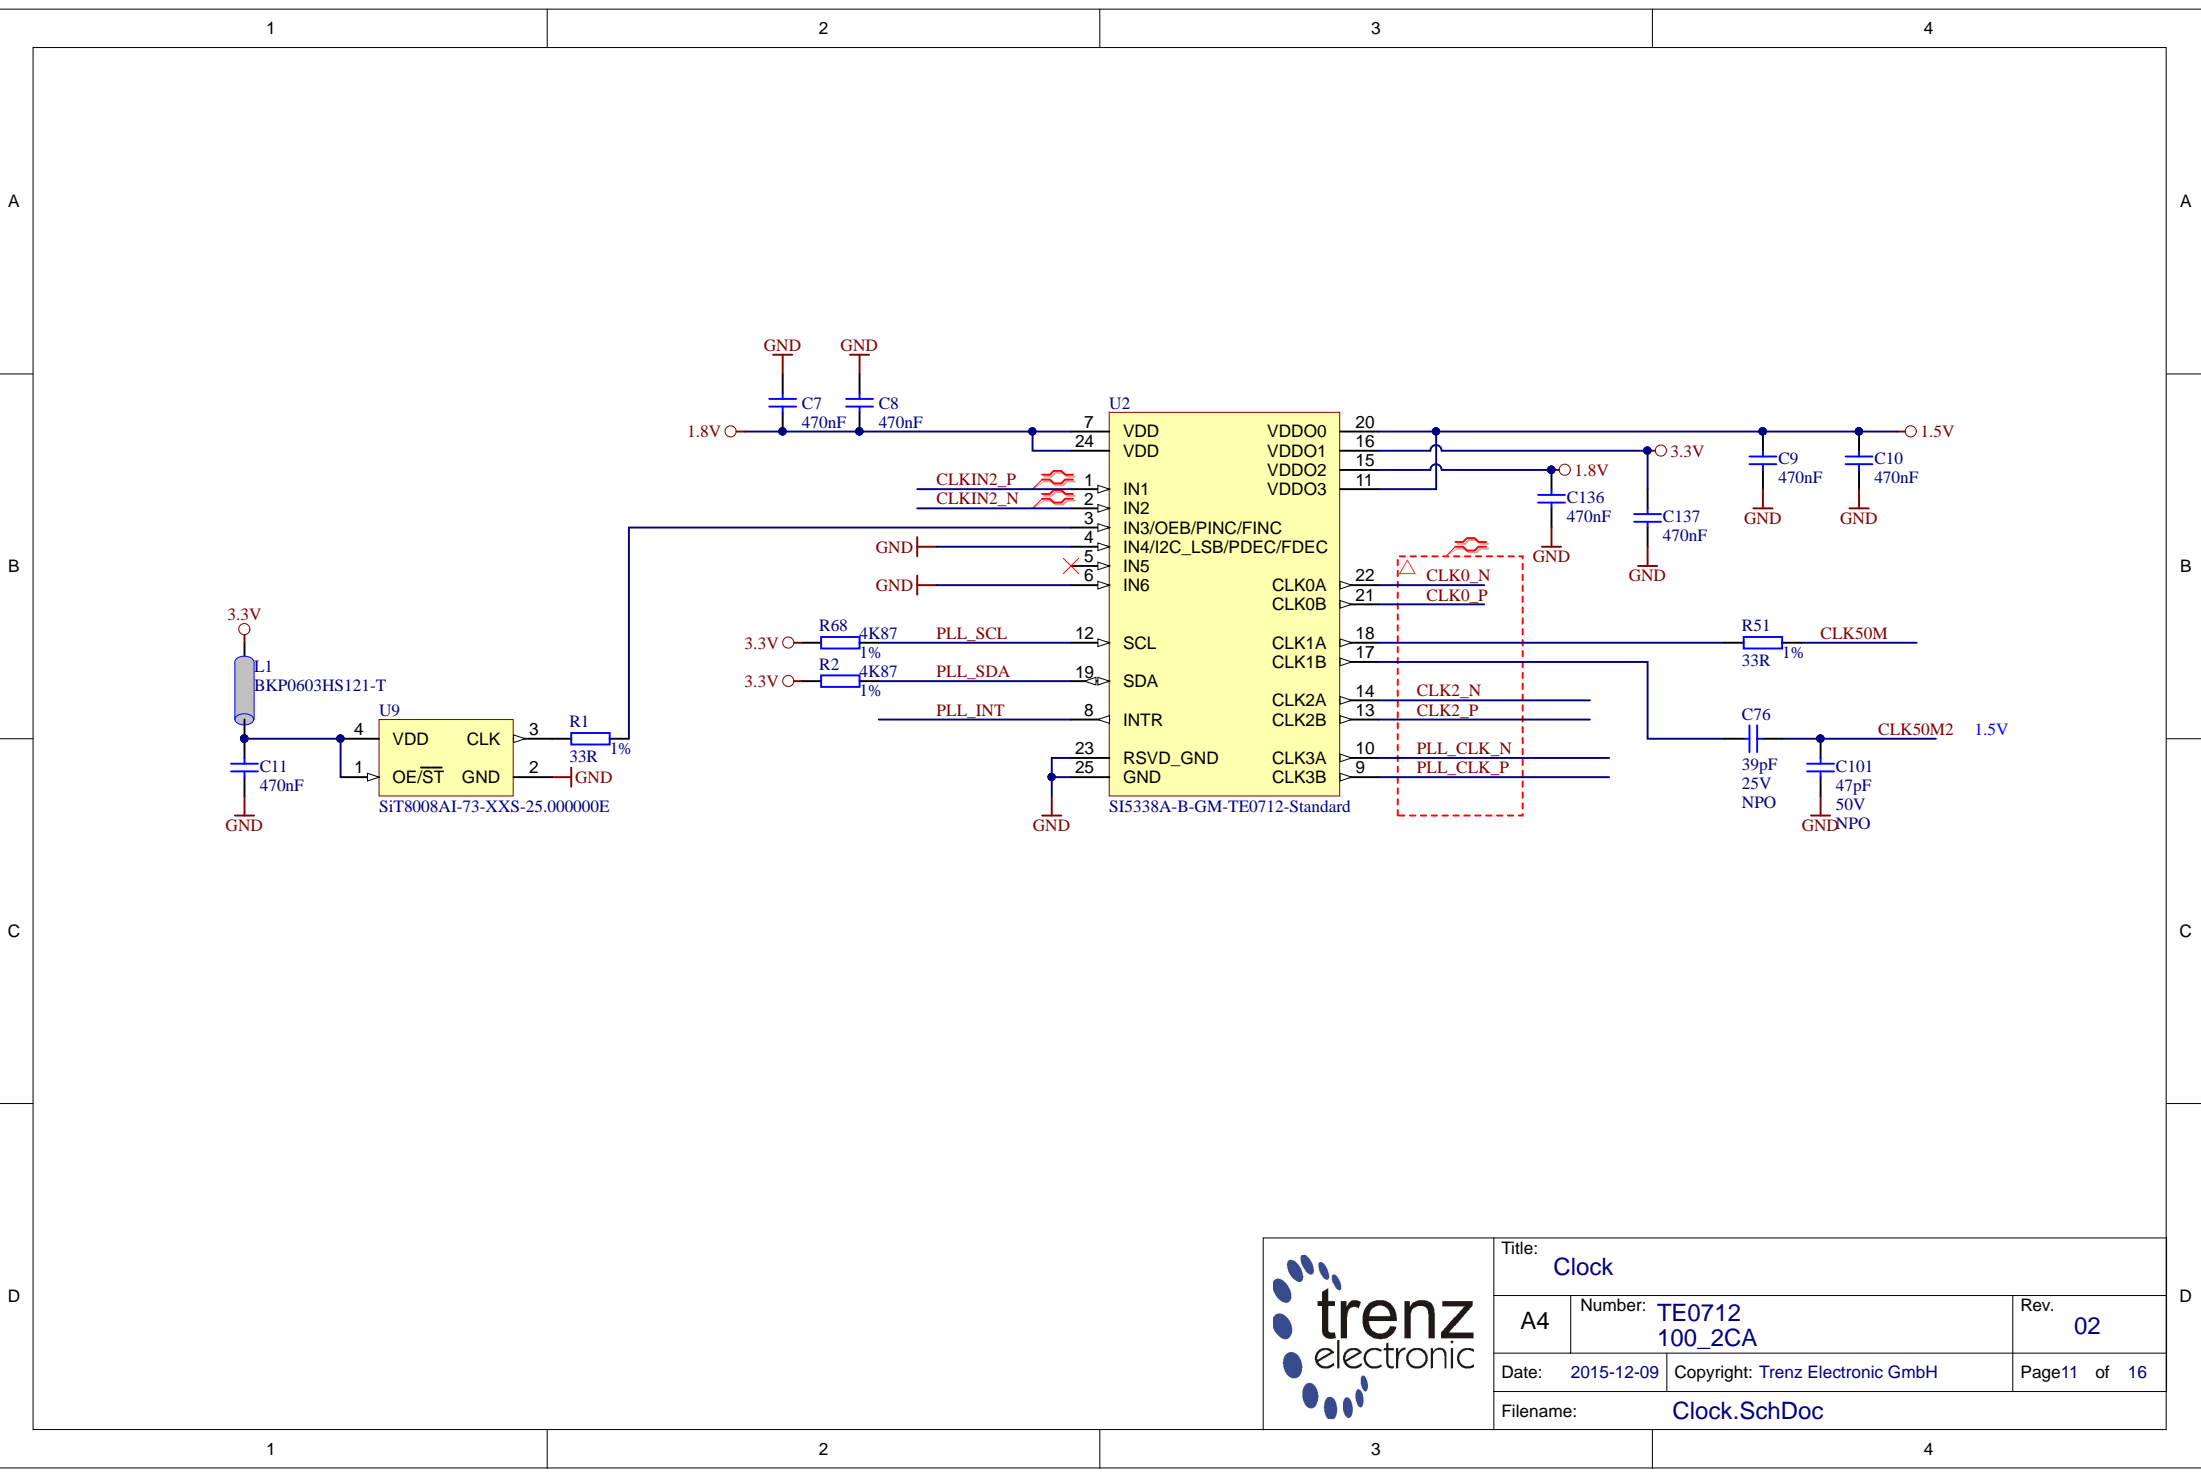 1 2 3 4
A A
GND GND
C7 470nF
C8 470nF
1.8V
U2
7 VDD
24 VDD
CLKIN2_P 1 IN1
CLKIN2_N 2 IN2
3 IN3/OEB/PINC/FINC
GND 4 IN4/I2C_LSB/PDEC/FDEC
5 IN5
GND 6 IN6
3.3V R68 4K87 1% PLL_SCL 12 SCL
3.3V R2 4K87 1% PLL_SDA 19 SDA
PLL_INT 8 INTR
23 RSVD_GND
25 GND
GND
VDDO0 20
VDDO1 16
VDDO2 15
VDDO3 11
CLK0A 22 CLK0_N
CLK0B 21 CLK0_P
CLK1A 18
CLK1B 17
CLK2A 14 CLK2_N
CLK2B 13 CLK2_P
CLK3A 10 PLL_CLK_N
CLK3B 9 PLL_CLK_P
SI5338A-B-GM-TE0712-Standard
1.5V
3.3V
1.8V
C9 470nF GND
C10 470nF GND
C136 470nF GND
C137 470nF GND
R51 33R 1% CLK50M
C76 39pF 25V NPO
CLK50M2 1.5V
C101 47pF 50V NPO GND
B B
3.3V
L1
BKP0603HS121-T
C11 470nF GND
U9
4 VDD CLK 3
1 OE/ST GND 2 GND
SiT8008AI-73-XXS-25.000000E
R1 33R 1%
C C
D D
trenz
electronic
Title: Clock
A4 Number: TE0712
100_2CA
Rev. 02
Date: 2015-12-09 Copyright: Trenz Electronic GmbH Page11 of 16
Filename: Clock.SchDoc
1 2 3 4